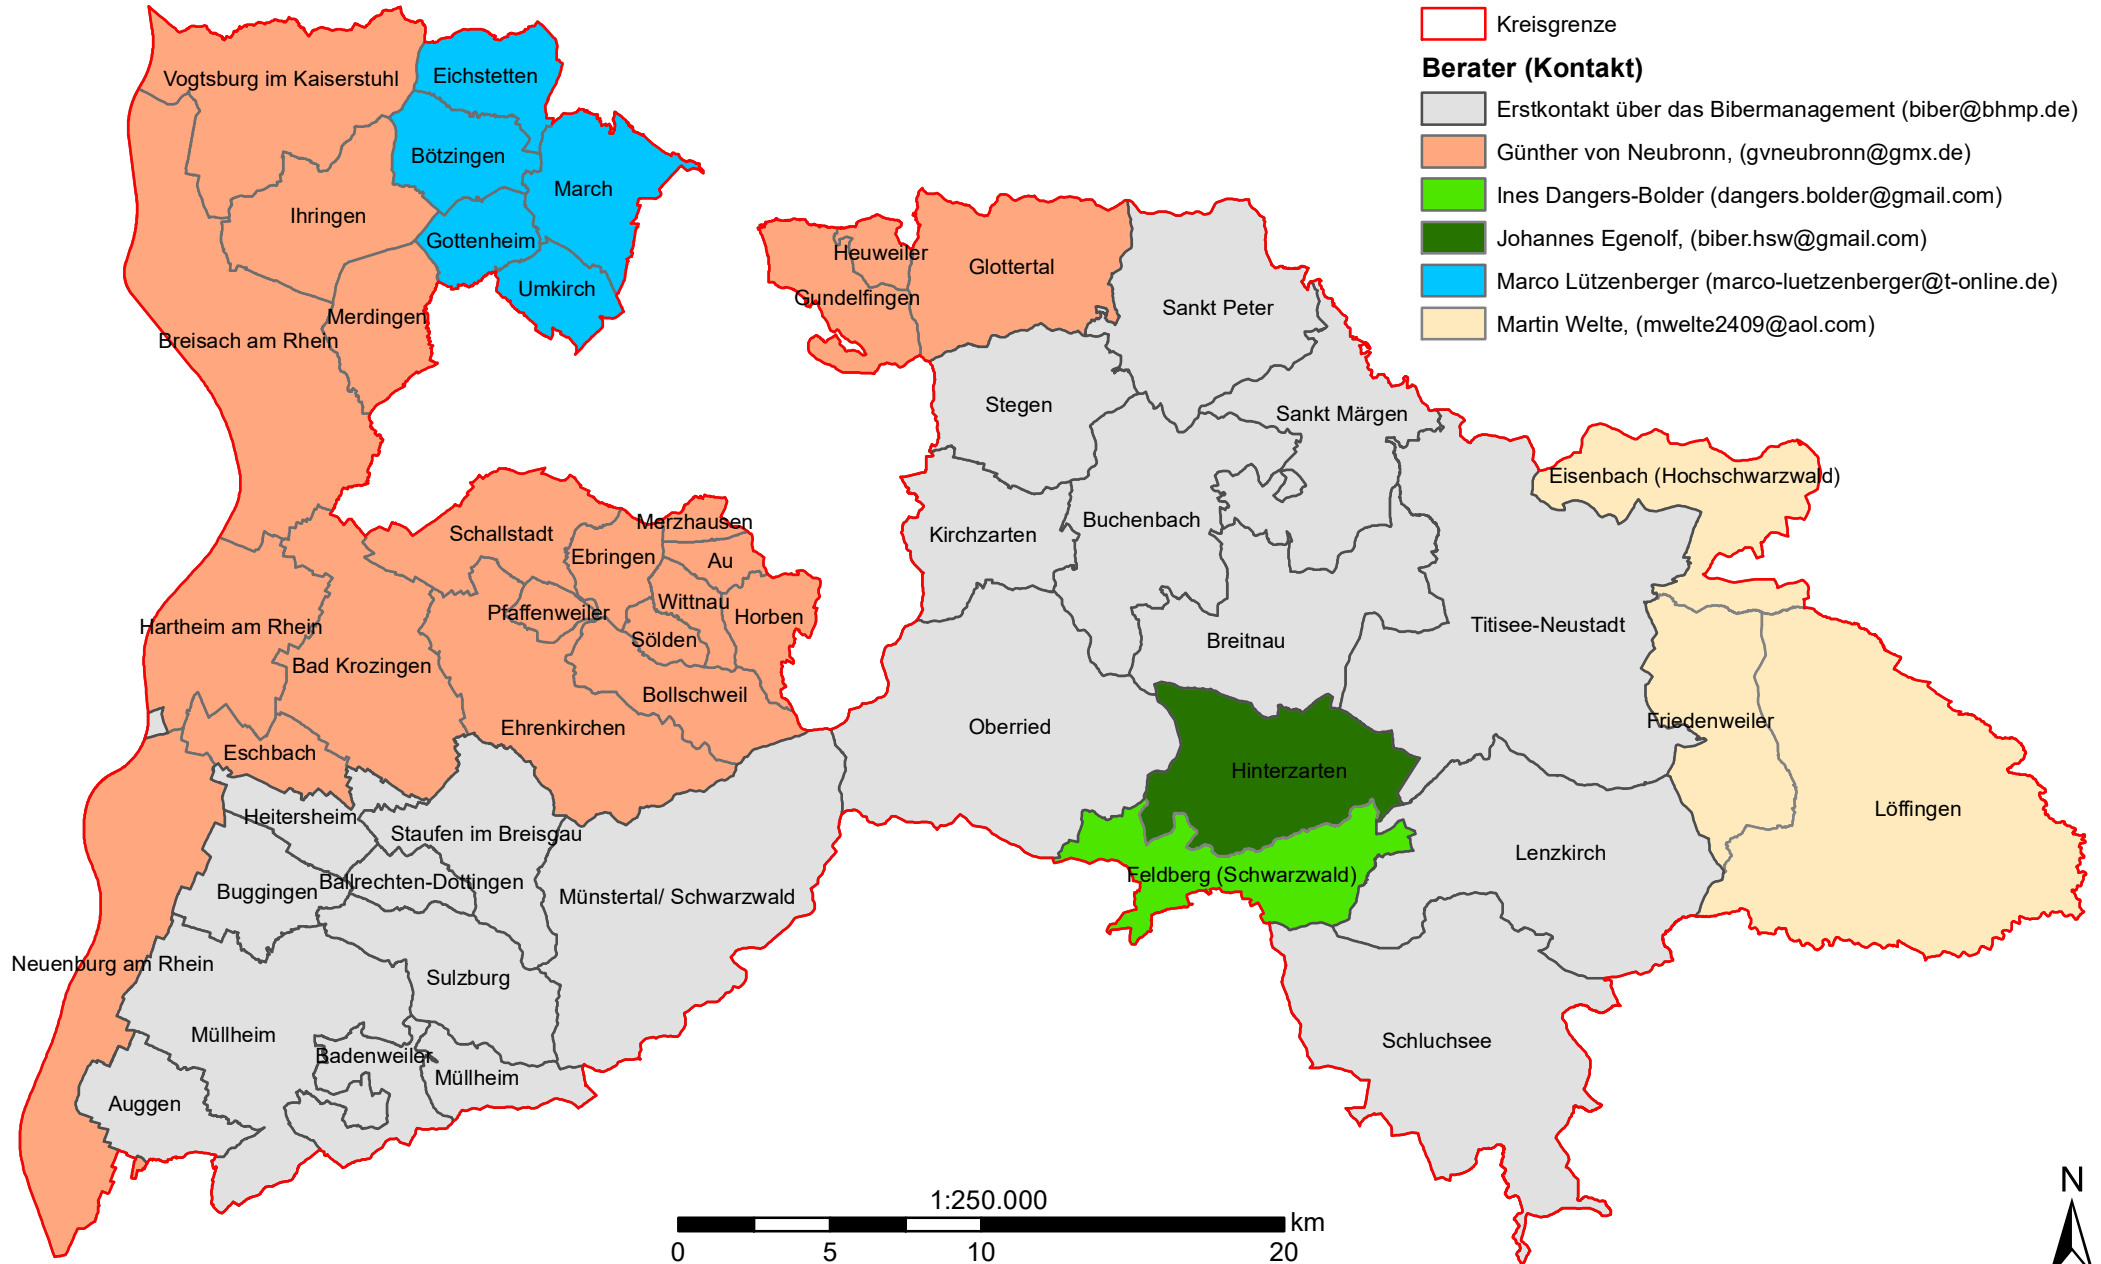 Kreisgrenze
Berater (Kontakt)
Erstkontakt über das Bibermanagement (biber@bhmp.de)
Günther von Neubronn, (gvneubronn@gmx.de)
Ines Dangers-Bolder (dangers.bolder@gmail.com)
Johannes Egenolf, (biber.hsw@gmail.com)
Marco Lützenberger (marco-luetzenberger@t-online.de)
Martin Welte, (mwelte2409@aol.com)
Vogtsburg im Kaiserstuhl
Eichstetten
Bötzingen
March
Ihringen
Gottenheim
Umkirch
Merdingen
Breisach am Rhein
Heuweiler
Glottertal
Gundelfingen
Sankt Peter
Stegen
Sankt Märgen
Eisenbach (Hochschwarzwald)
Kirchzarten
Buchenbach
Schallstadt
Merzhausen
Ebringen
Au
Pfaffenweiler
Wittnau
Horben
Hartheim am Rhein
Sölden
Breitnau
Titisee-Neustadt
Bad Krozingen
Bollschweil
Ehrenkirchen
Oberried
Friedenweiler
Eschbach
Hinterzarten
Heitersheim
Staufen im Breisgau
Löffingen
Buggingen
Ballrechten-Dottingen
Münstertal/ Schwarzwald
Feldberg (Schwarzwald)
Lenzkirch
Neuenburg am Rhein
Sulzburg
Müllheim
Badenweiler
Müllheim
Schluchsee
Auggen
1:250.000
km
0 5 10 20
N